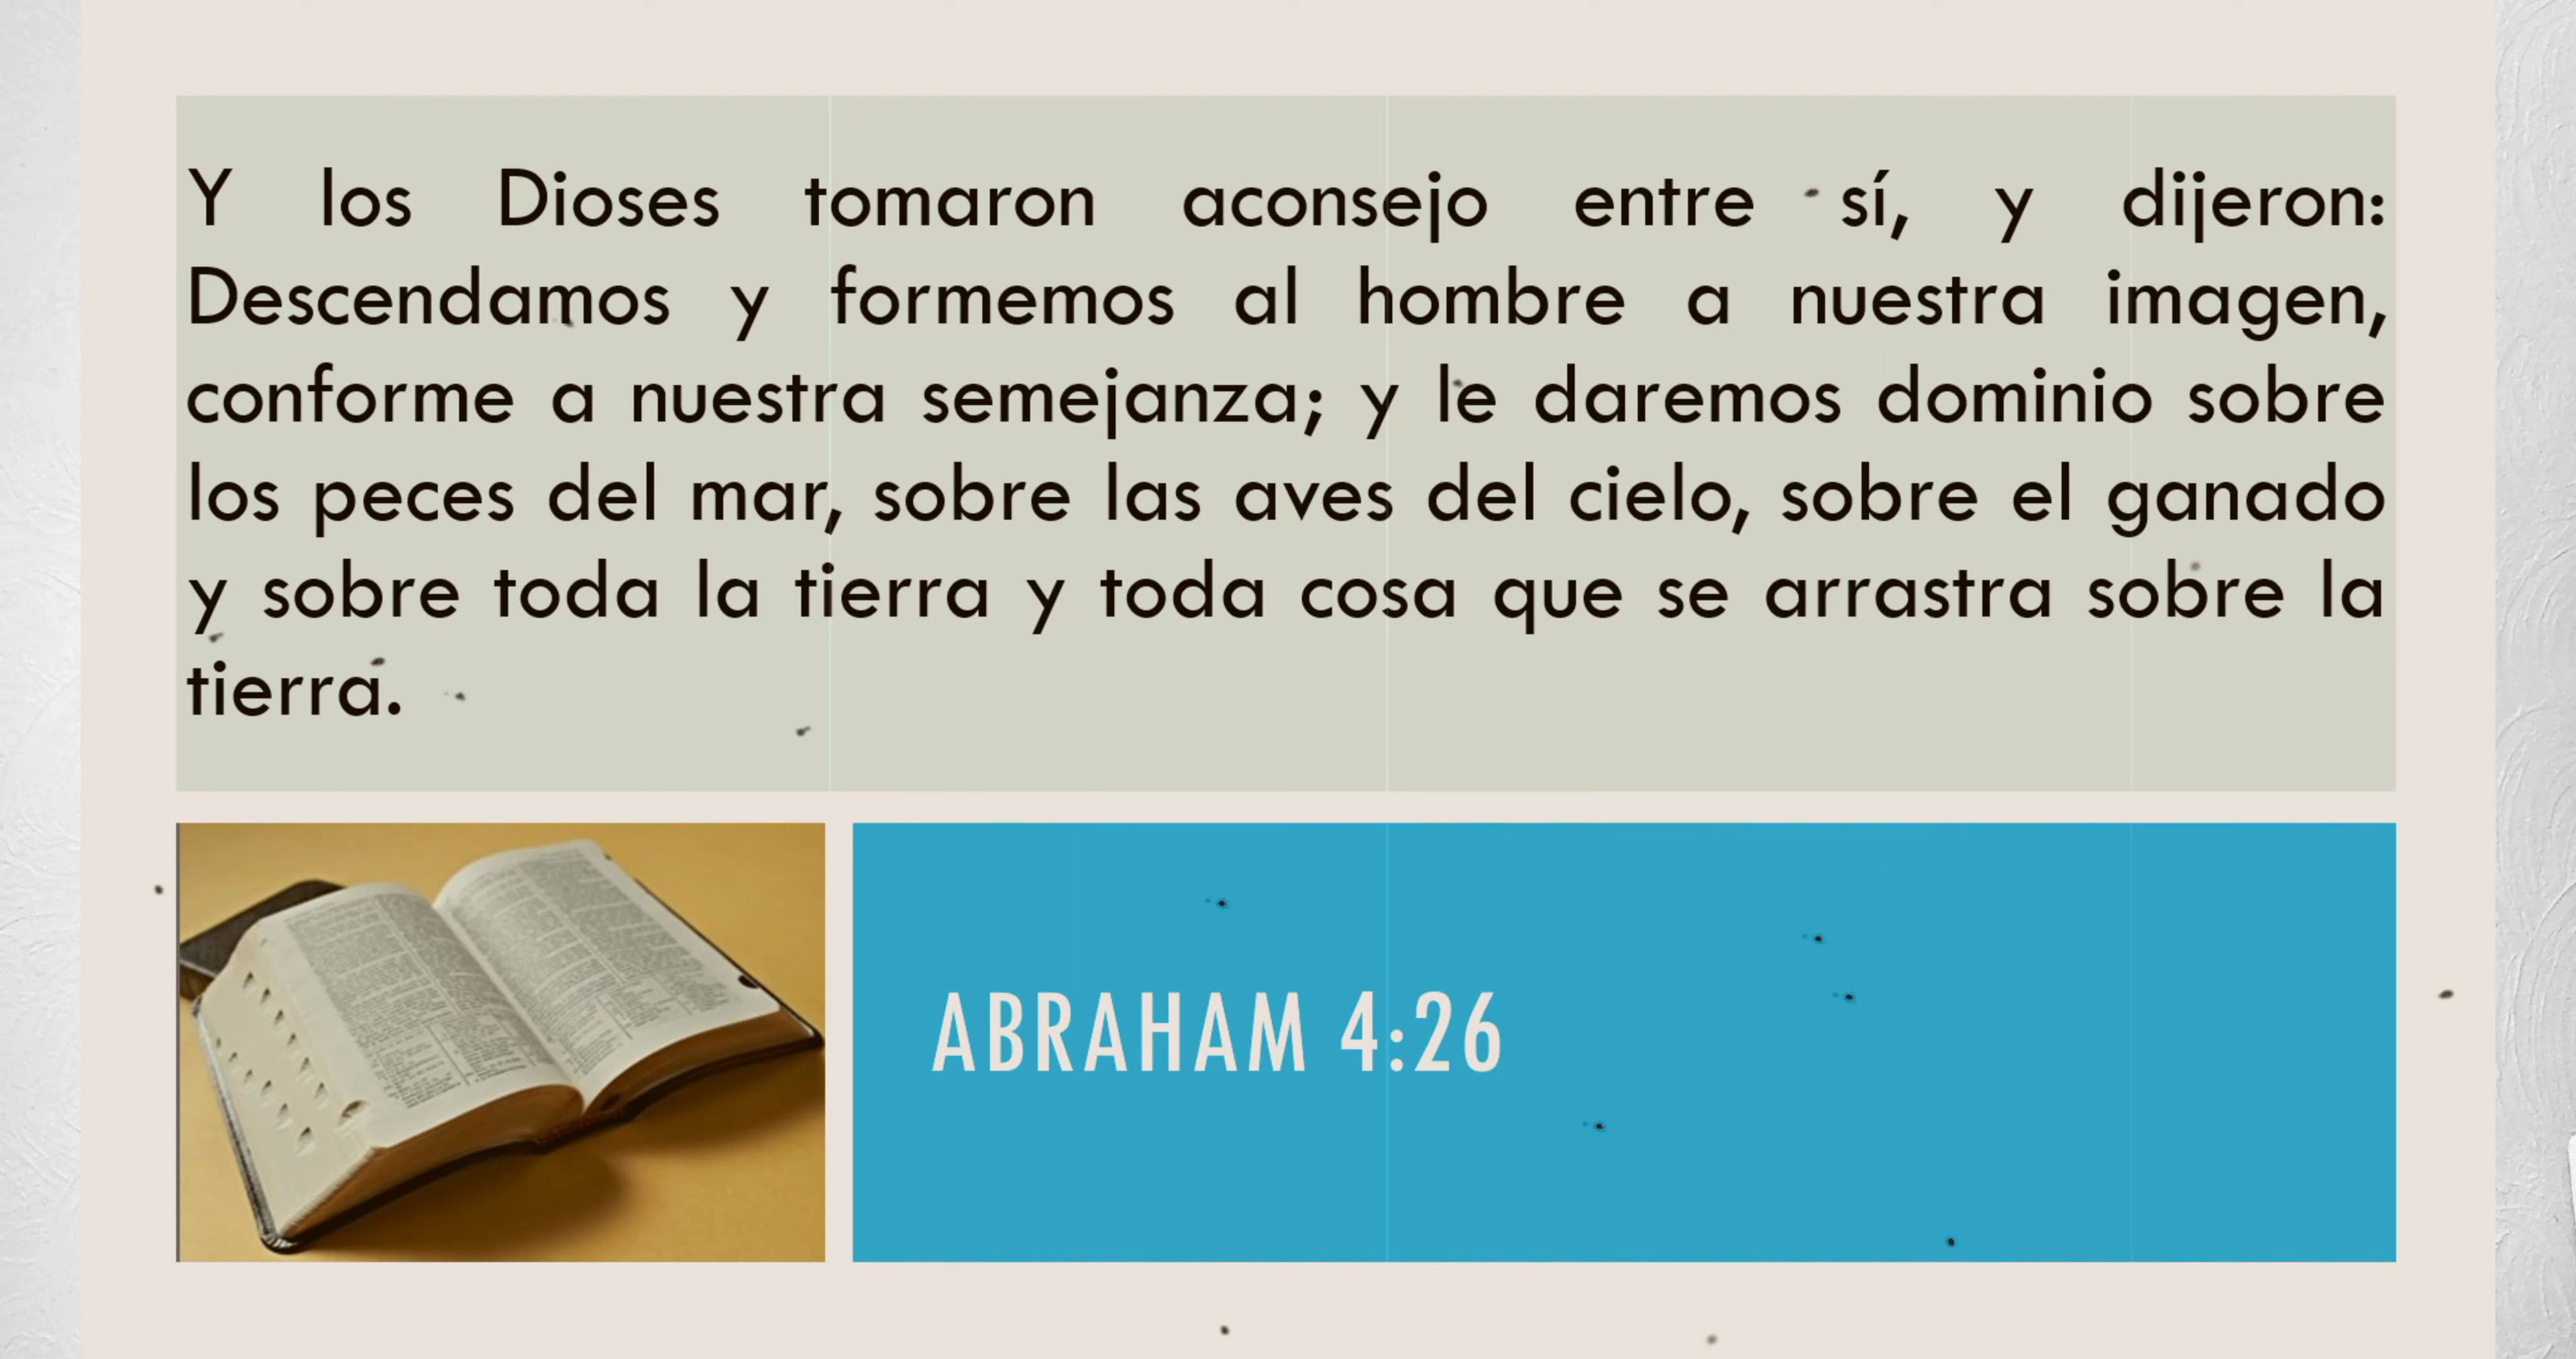 Y los Dioses tomaron aconsejo entre sí, y dijeron:
Descendamos y formemos al hombre a nuestra imagen,
conforme a nuestra semejanza; y le daremos dominio sobre
los peces del mar, sobre las aves del cielo, sobre el ganado
y sobre toda la tierra y toda cosa que se arrastra sobre la
tierra.
ABRAHAM 4:26